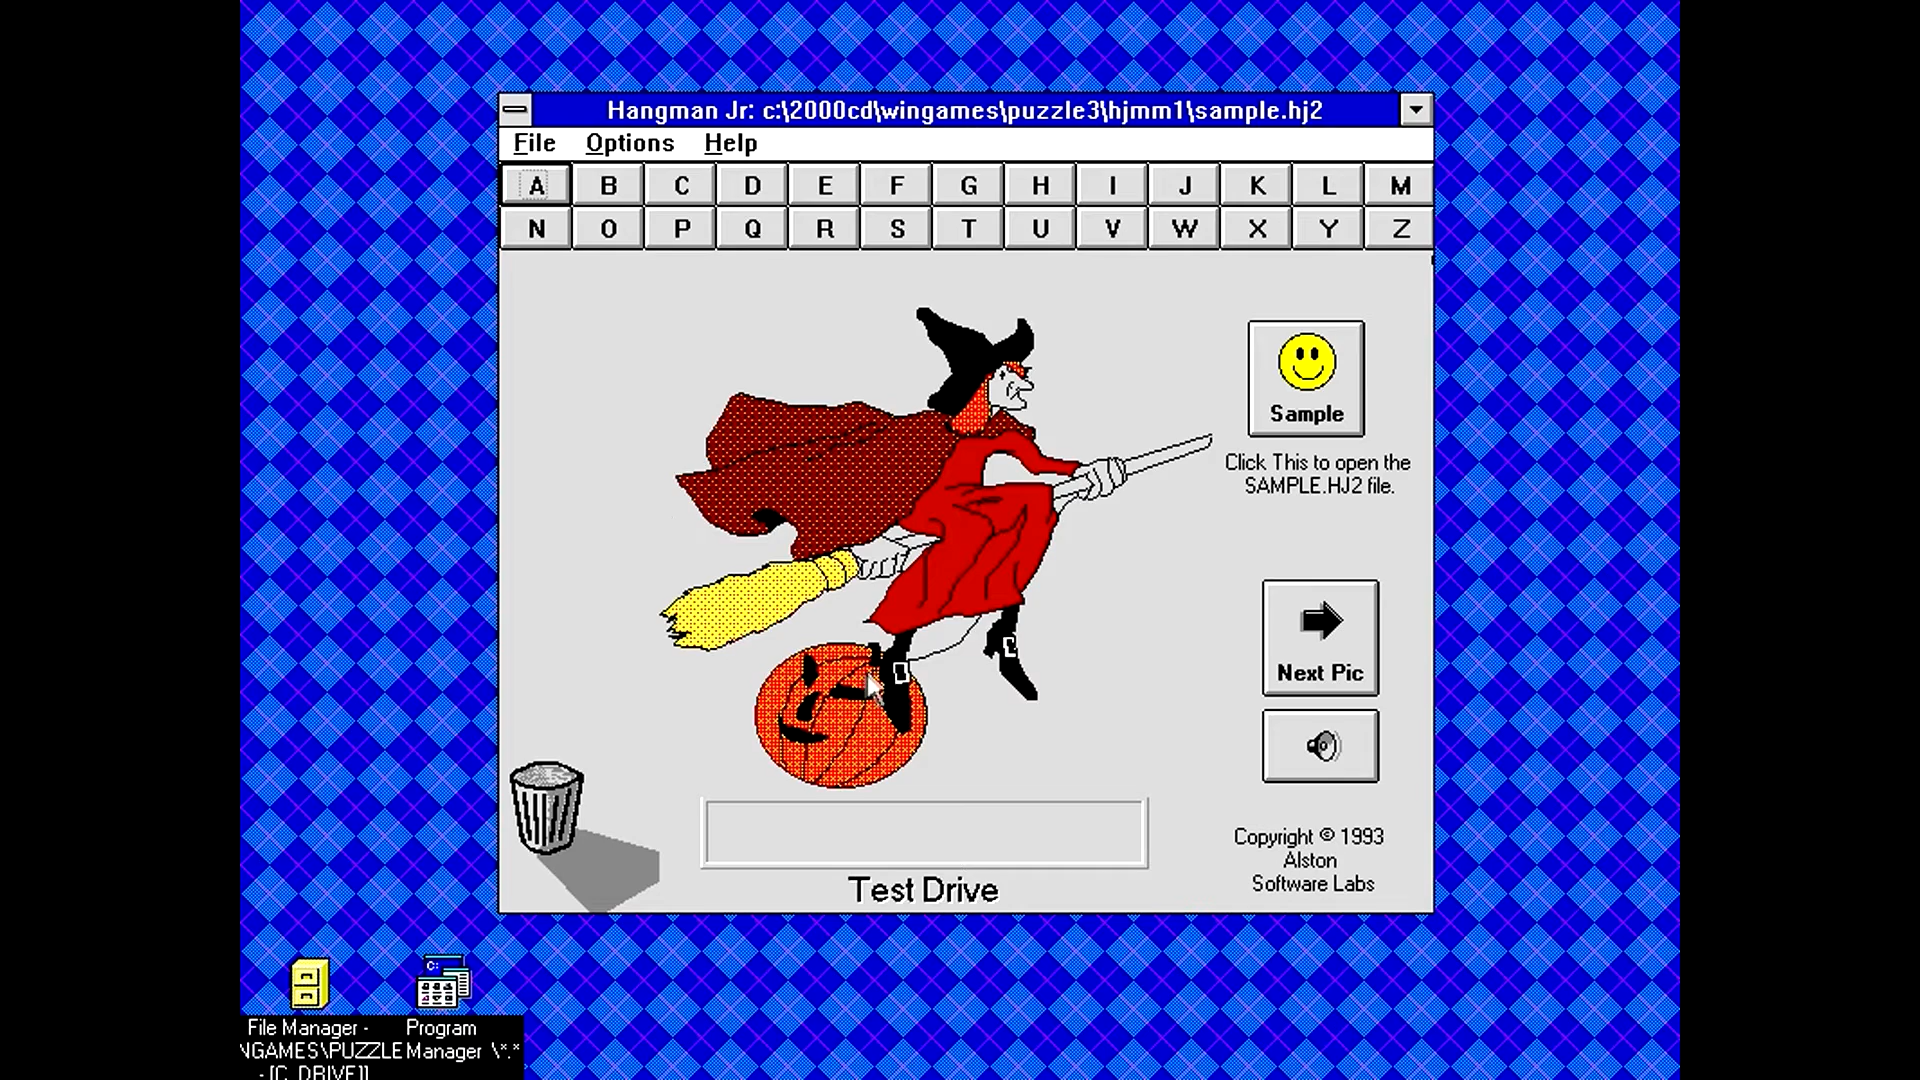 Hangman Jr: c:\2000cd\wingames\puzzle3\hjmm1\sample.hj2
File Options Help
A B C D E F G H I J K L M
N O P Q R S T U V W X Y Z
Sample
Click This to open the
SAMPLE.HJ2 file.
Next Pic
Copyright © 1993
Alston
Software Labs
Test Drive
C:
File Manager - Program
NGAMES\PUZZLE Manager \*.*
- [C_DRIVE]]